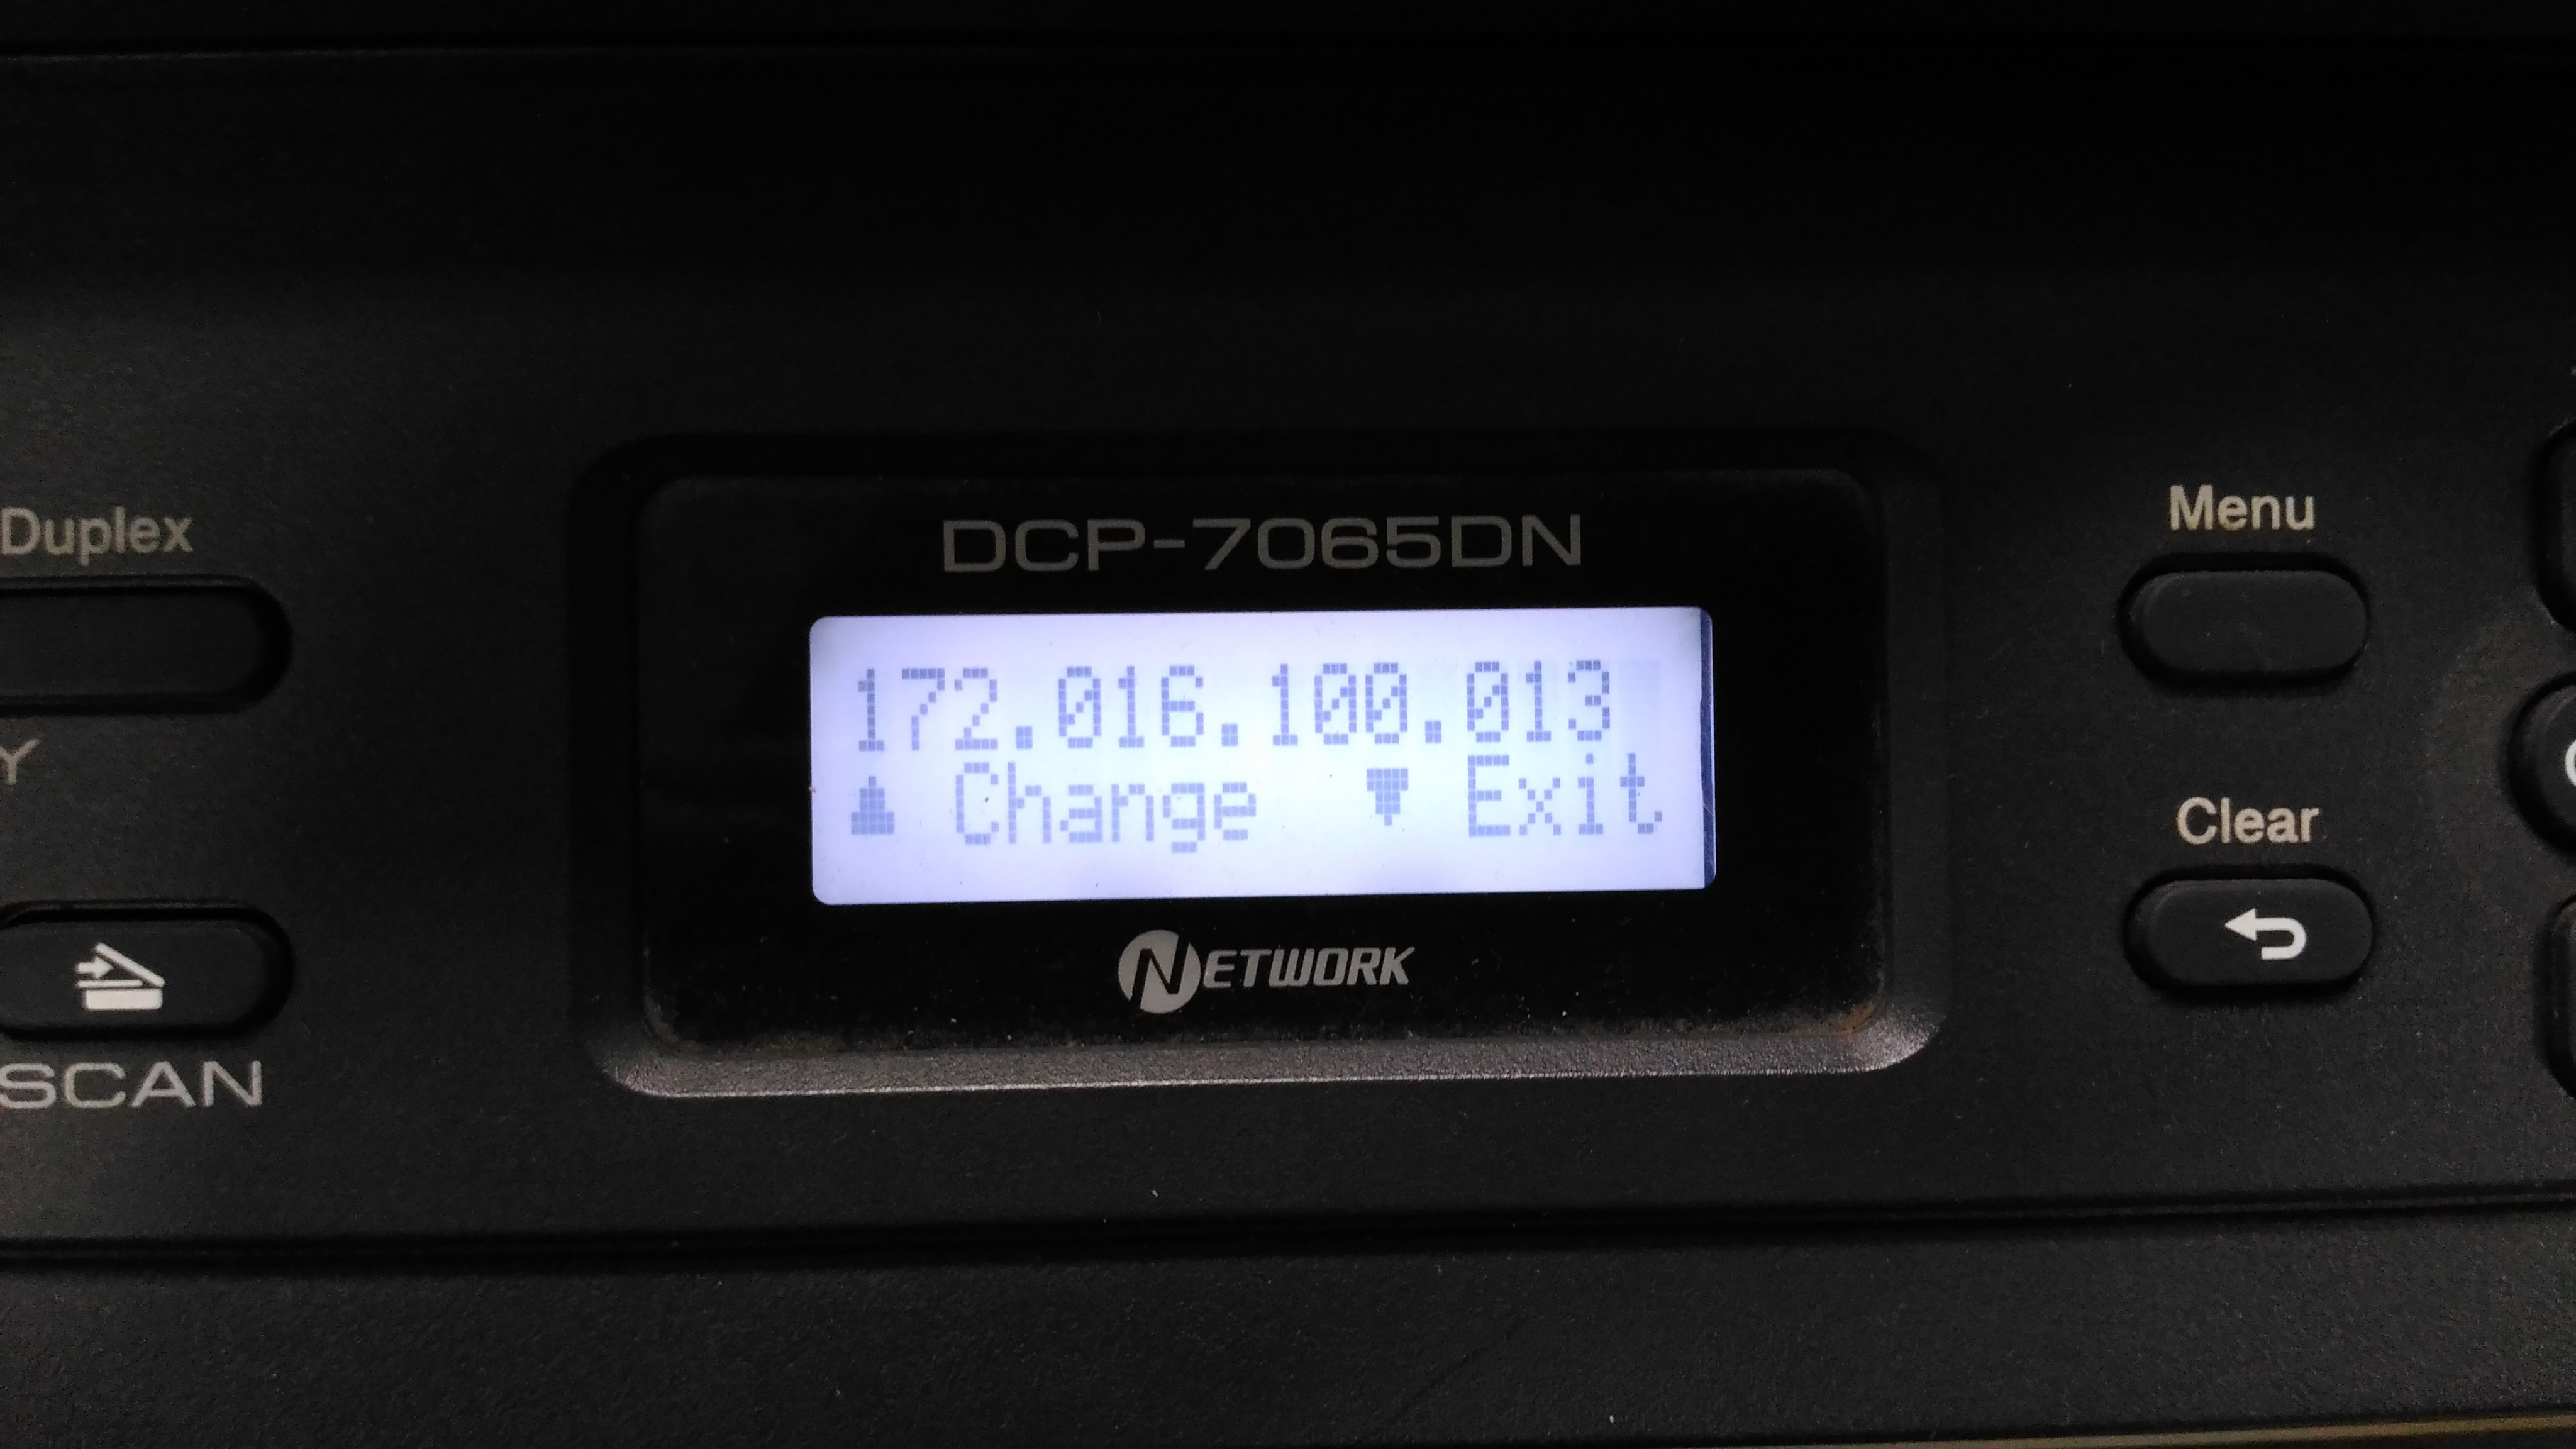 Duplex
Y
SCAN
DCP-7065DN
172.016.100.013
▲ Change ▼ Exit
NETWORK
Menu
Clear